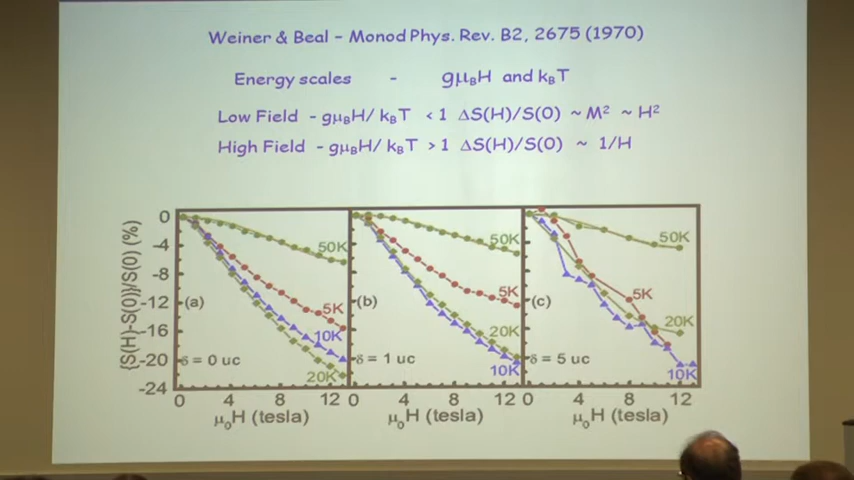 Weiner & Beal - Monod Phys. Rev. B2, 2675 (1970)
Energy scales - gμBH and kBT
Low Field - gμBH/ kBT < 1 ΔS(H)/S(0) ~ M² ~ H²
High Field - gμBH/ kBT > 1 ΔS(H)/S(0) ~ 1/H
{S(H)-S(0)}/S(0) (%)
0
-4
-8
-12
-16
-20
-24
50K
5K
10K
20K
(a)
δ = 0 uc
50K
5K
20K
10K
(b)
δ = 1 uc
50K
5K
20K
10K
(c)
δ = 5 uc
0 4 8 12 0 4 8 12 0 4 8 12
μ₀H (tesla) μ₀H (tesla) μ₀H (tesla)